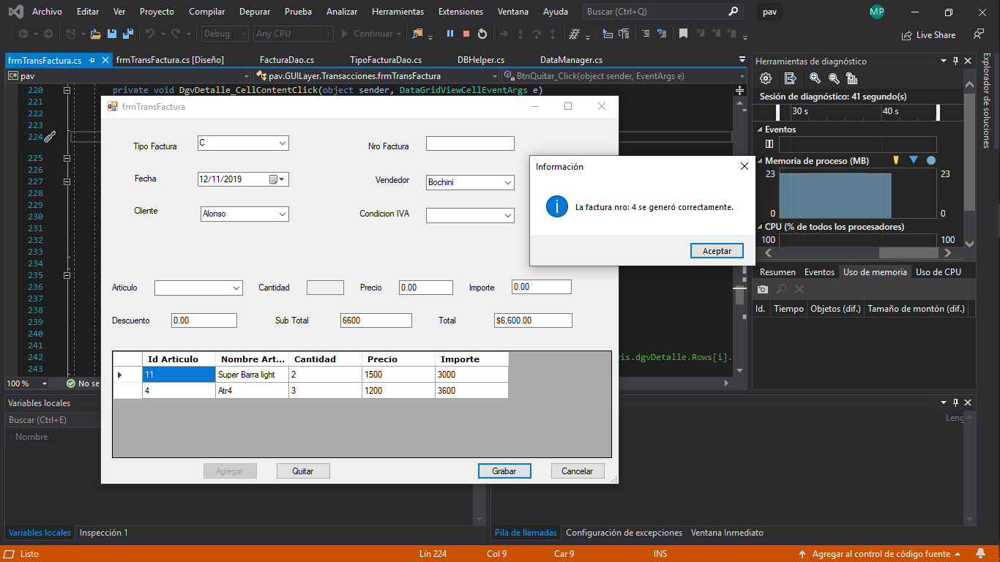 Archivo Editar Ver Proyecto Compilar Depurar Prueba Analizar Herramientas Extensiones Ventana Ayuda Buscar (Ctrl+Q) pav MP
Debug Any CPU Continuar Live Share
frmTransFactura.cs frmTransFactura.cs [Diseño] FacturaDao.cs TipoFacturaDao.cs DBHelper.cs DataManager.cs
pav pav.GUILayer.Transacciones.frmTransFactura BtnQuitar_Click(object sender, EventArgs e)
220 private void DgvDetalle_CellContentClick(object sender, DataGridViewCellEventArgs e)
221
222
223
224
225
226
227
228
229
230
231
232
233
234
235
236
237
238
239
240
241
242 is.dgvDetalle.Rows[i].
243
100 % No se
frmTransFactura
Tipo Factura C Nro Factura
Fecha 12/11/2019 Vendedor Bochini
Cliente Alonso Condicion IVA
Articulo Cantidad Precio 0.00 Importe 0.00
Descuento 0.00 Sub Total 6600 Total $6,600.00
Id Articulo Nombre Art... Cantidad Precio Importe
11 Super Barra light 2 1500 3000
4 Atr4 3 1200 3600
Agregar Quitar Grabar Cancelar
Información
La factura nro: 4 se generó correctamente.
Aceptar
Herramientas de diagnóstico
Sesión de diagnóstico: 41 segundo(s)
30 s 40 s
Eventos
Memoria de proceso (MB)
23 23
0 0
CPU (% de todos los procesadores)
100 100
Resumen Eventos Uso de memoria Uso de CPU
Id. Tiempo Objetos (dif.) Tamaño de montón (dif.)
Explorador de soluciones
Variables locales
Buscar (Ctrl+E)
Nombre
Leng
Variables locales Inspección 1
Pila de llamadas Configuración de excepciones Ventana Inmediato
Listo Lín 224 Col 9 Car 9 INS Agregar al control de código fuente